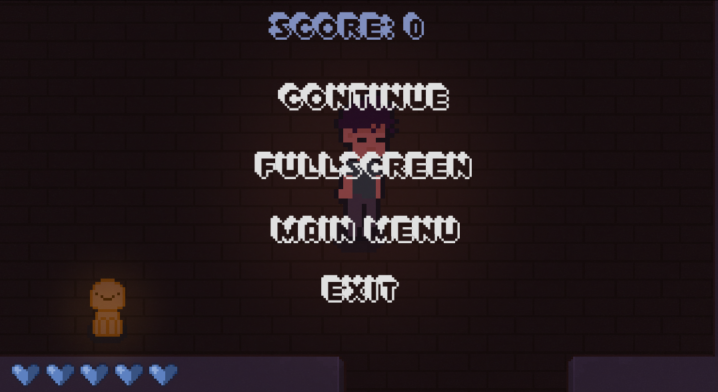 SCORE: 0
CONTINUE
FULLSCREEN
MAIN MENU
EXIT